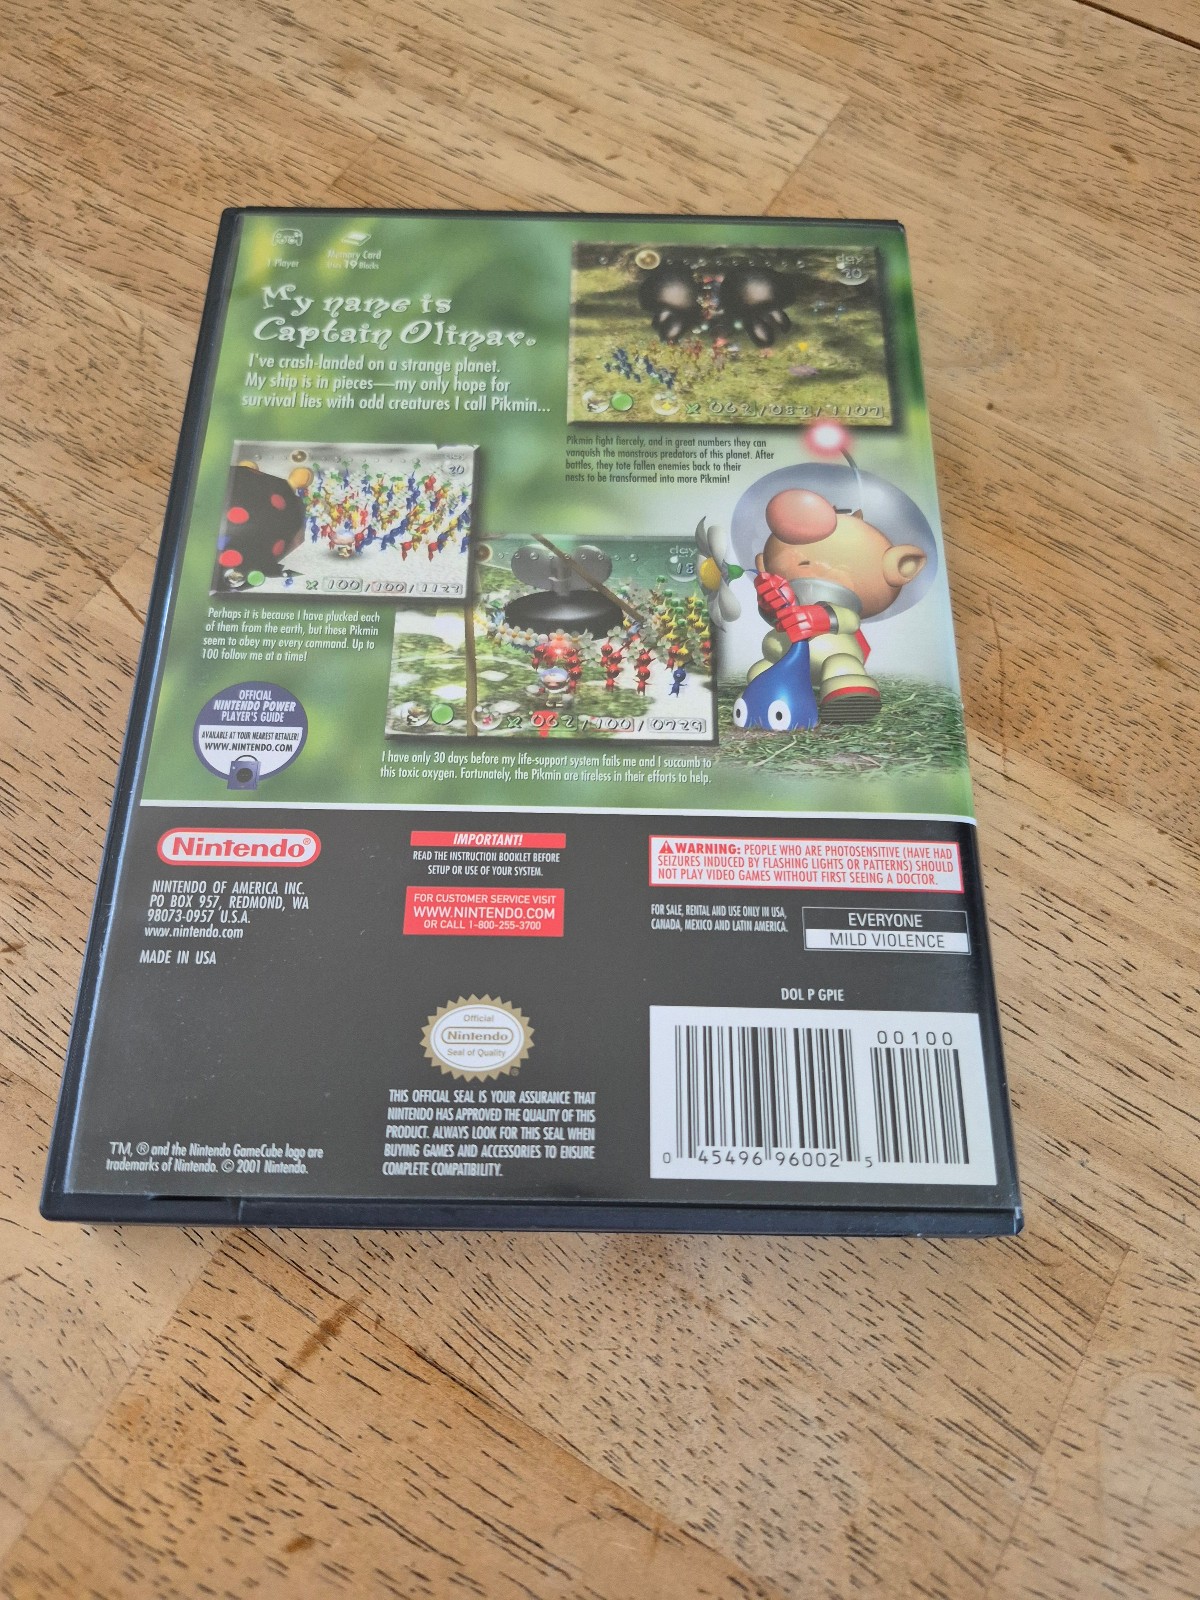 1 Player
Memory Card
19 Blocks
My name is
Captain Olimar.
I've crash-landed on a strange planet.
My ship is in pieces—my only hope for
survival lies with odd creatures I call Pikmin...
day
20
062/082/1107
Pikmin fight fiercely, and in great numbers they can
vanquish the monstrous predators of this planet. After
battles, they tote fallen enemies back to their
nests to be transformed into more Pikmin!
20
x 100/100/1127
Perhaps it is because I have plucked each
of them from the earth, but these Pikmin
seem to obey my every command. Up to
100 follow me at a time!
day
18
062/100/0729
I have only 30 days before my life-support system fails me and I succumb to
this toxic oxygen. Fortunately, the Pikmin are tireless in their efforts to help.
OFFICIAL
NINTENDO POWER
PLAYER'S GUIDE
AVAILABLE AT YOUR NEAREST RETAILER!
WWW.NINTENDO.COM
Nintendo®
NINTENDO OF AMERICA INC.
PO BOX 957, REDMOND, WA
98073-0957 U.S.A.
www.nintendo.com
MADE IN USA
IMPORTANT!
READ THE INSTRUCTION BOOKLET BEFORE
SETUP OR USE OF YOUR SYSTEM.
FOR CUSTOMER SERVICE VISIT
WWW.NINTENDO.COM
OR CALL 1-800-255-3700
WARNING: PEOPLE WHO ARE PHOTOSENSITIVE (HAVE HAD
SEIZURES INDUCED BY FLASHING LIGHTS OR PATTERNS) SHOULD
NOT PLAY VIDEO GAMES WITHOUT FIRST SEEING A DOCTOR.
FOR SALE, RENTAL AND USE ONLY IN USA,
CANADA, MEXICO AND LATIN AMERICA.
EVERYONE
MILD VIOLENCE
DOL P GPIE
Official
Nintendo
Seal of Quality
THIS OFFICIAL SEAL IS YOUR ASSURANCE THAT
NINTENDO HAS APPROVED THE QUALITY OF THIS
PRODUCT. ALWAYS LOOK FOR THIS SEAL WHEN
BUYING GAMES AND ACCESSORIES TO ENSURE
COMPLETE COMPATIBILITY.
TM, ® and the Nintendo GameCube logo are
trademarks of Nintendo. © 2001 Nintendo.
00100
0 45496 96002 5